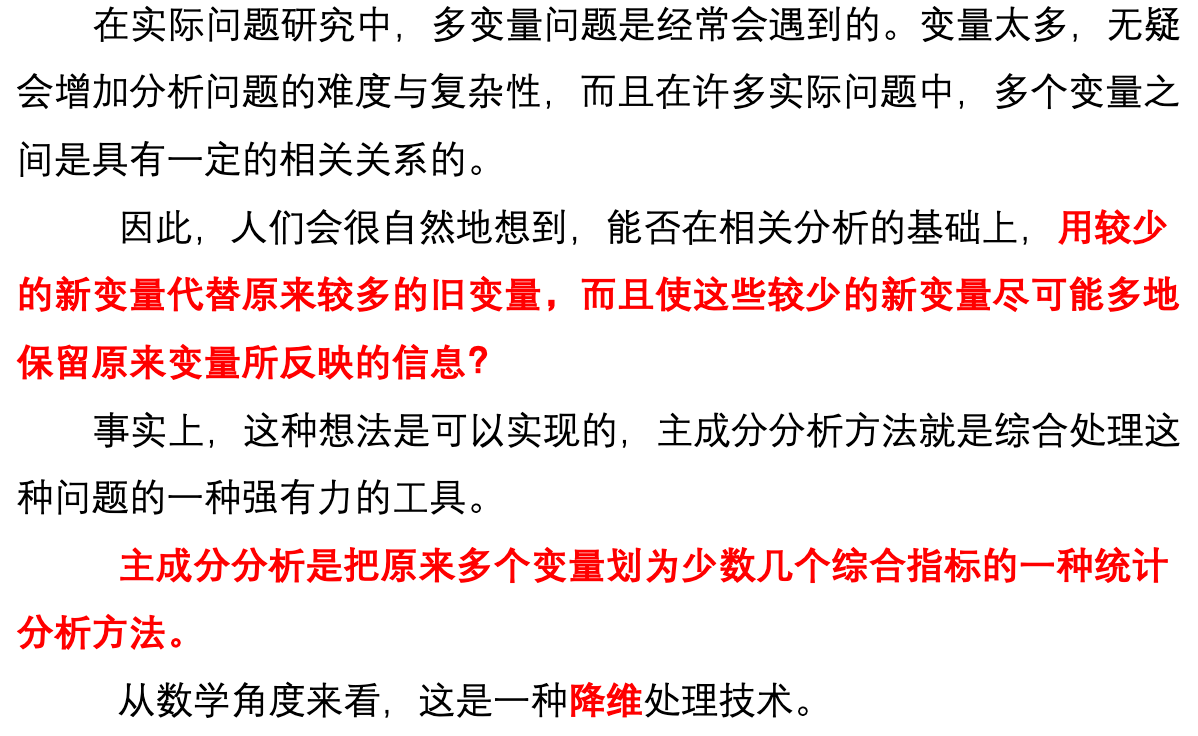 在实际问题研究中，多变量问题是经常会遇到的。变量太多，无疑
会增加分析问题的难度与复杂性，而且在许多实际问题中，多个变量之
间是具有一定的相关关系的。
因此，人们会很自然地想到，能否在相关分析的基础上，用较少
的新变量代替原来较多的旧变量，而且使这些较少的新变量尽可能多地
保留原来变量所反映的信息？
事实上，这种想法是可以实现的，主成分分析方法就是综合处理这
种问题的一种强有力的工具。
主成分分析是把原来多个变量划为少数几个综合指标的一种统计
分析方法。
从数学角度来看，这是一种降维处理技术。